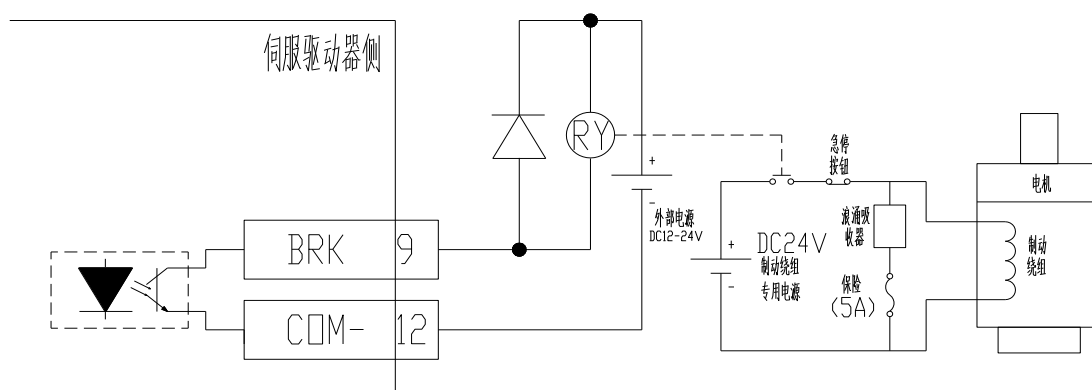 伺服驱动器侧
RY
+
-
外部电源
DC12-24V
BRK 9
COM- 12
急停
按钮
浪涌吸
收器
+
-
DC24V
制动绕组
专用电源
保险
(5A)
电机
制动
绕组